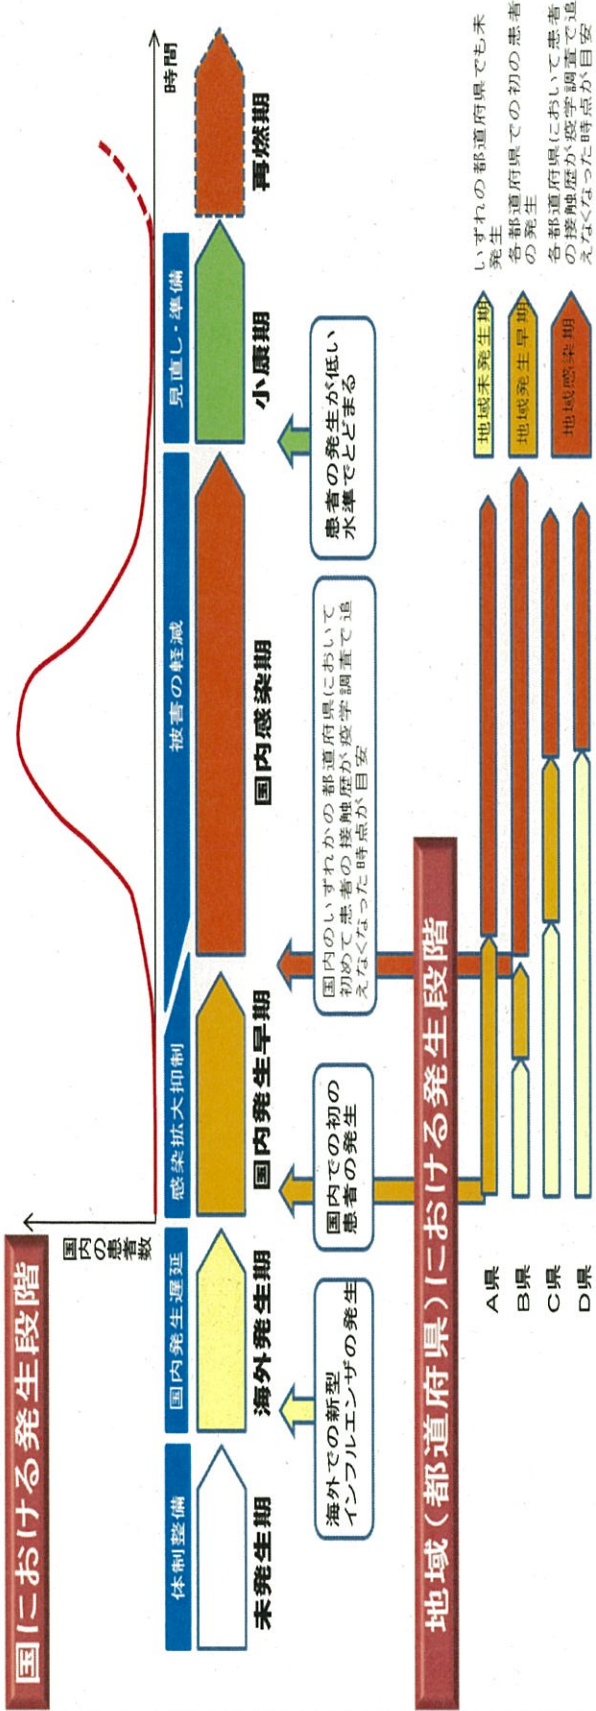 国における発生段階
国内の患者数
時間
体制整備
国内発生遅延
感染拡大抑制
被害の軽減
見直し・準備
未発生期
海外発生期
国内発生早期
国内感染期
小康期
再燃期
海外での新型
インフルエンザの発生
国内での初の
患者の発生
国内のいずれかの都道府県において
初めて患者の接触歴が疫学調査で追
えなくなった時点が目安
患者の発生が低い
水準でとどまる
地域(都道府県)における発生段階
A県
B県
C県
D県
地域未発生期
いずれの都道府県でも未
発生
地域発生早期
各都道府県での初の患者
の発生
地域感染期
各都道府県において患者
の接触歴が疫学調査で追
えなくなった時点が目安